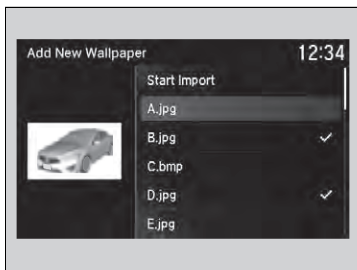 Add New Wallpaper 12:34
Start Import
A.jpg
B.jpg
C.bmp
D.jpg
E.jpg